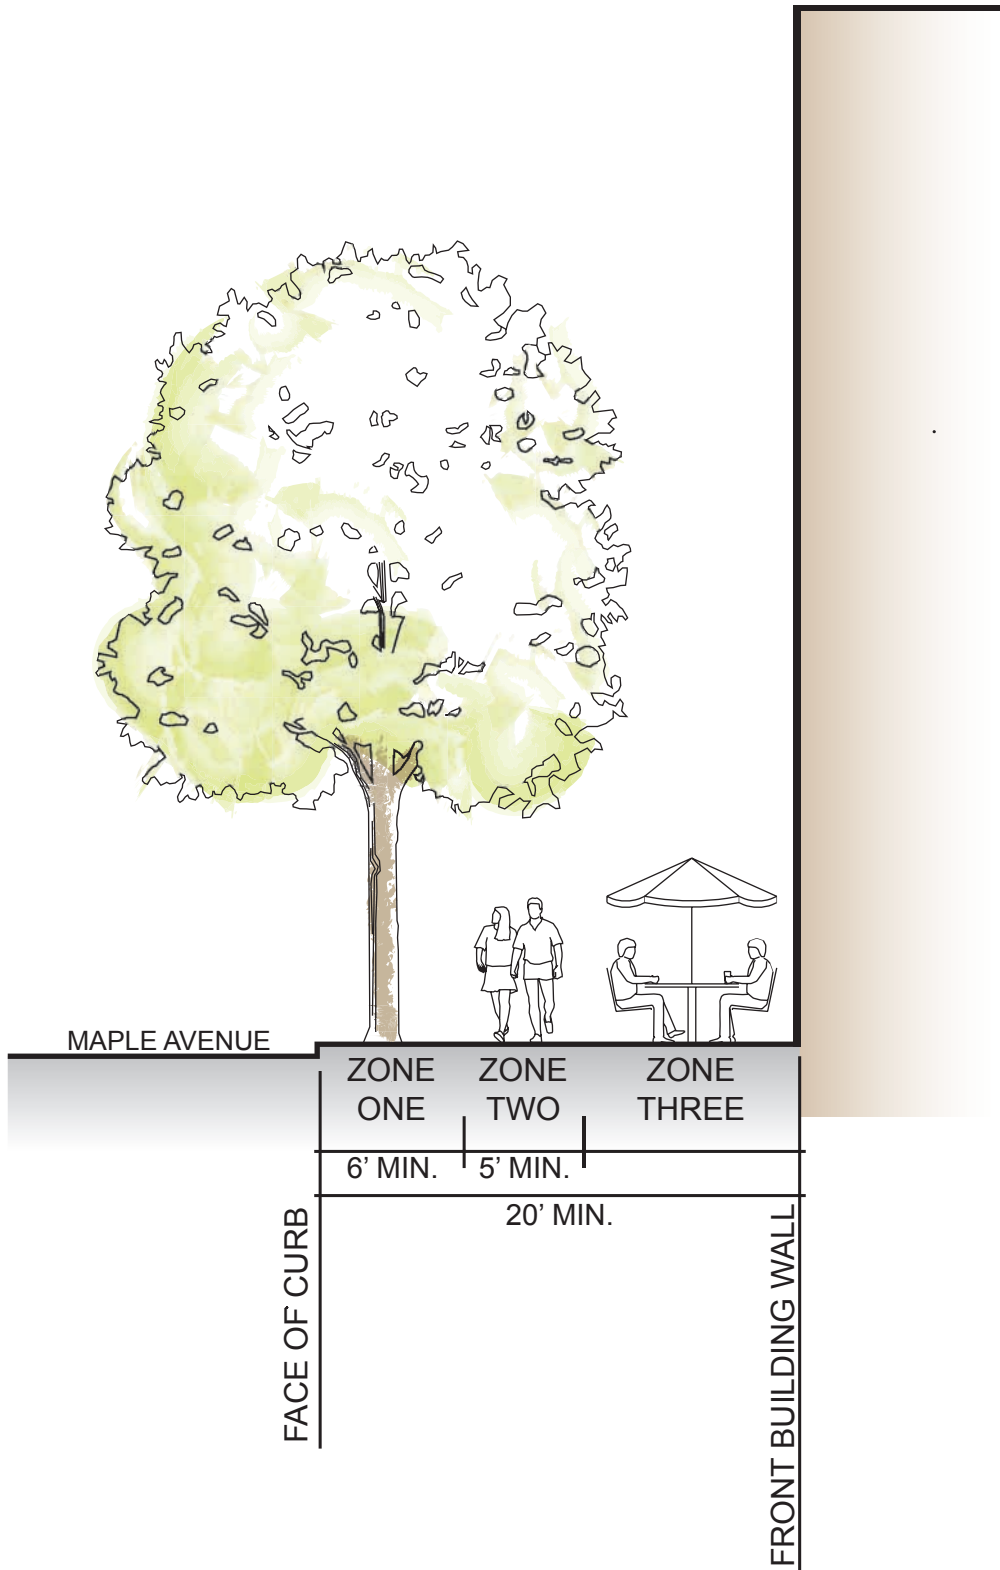 MAPLE AVENUE
ZONE
ONE
ZONE
TWO
ZONE
THREE
6’ MIN.
5’ MIN.
20’ MIN.
FACE OF CURB
FRONT BUILDING WALL